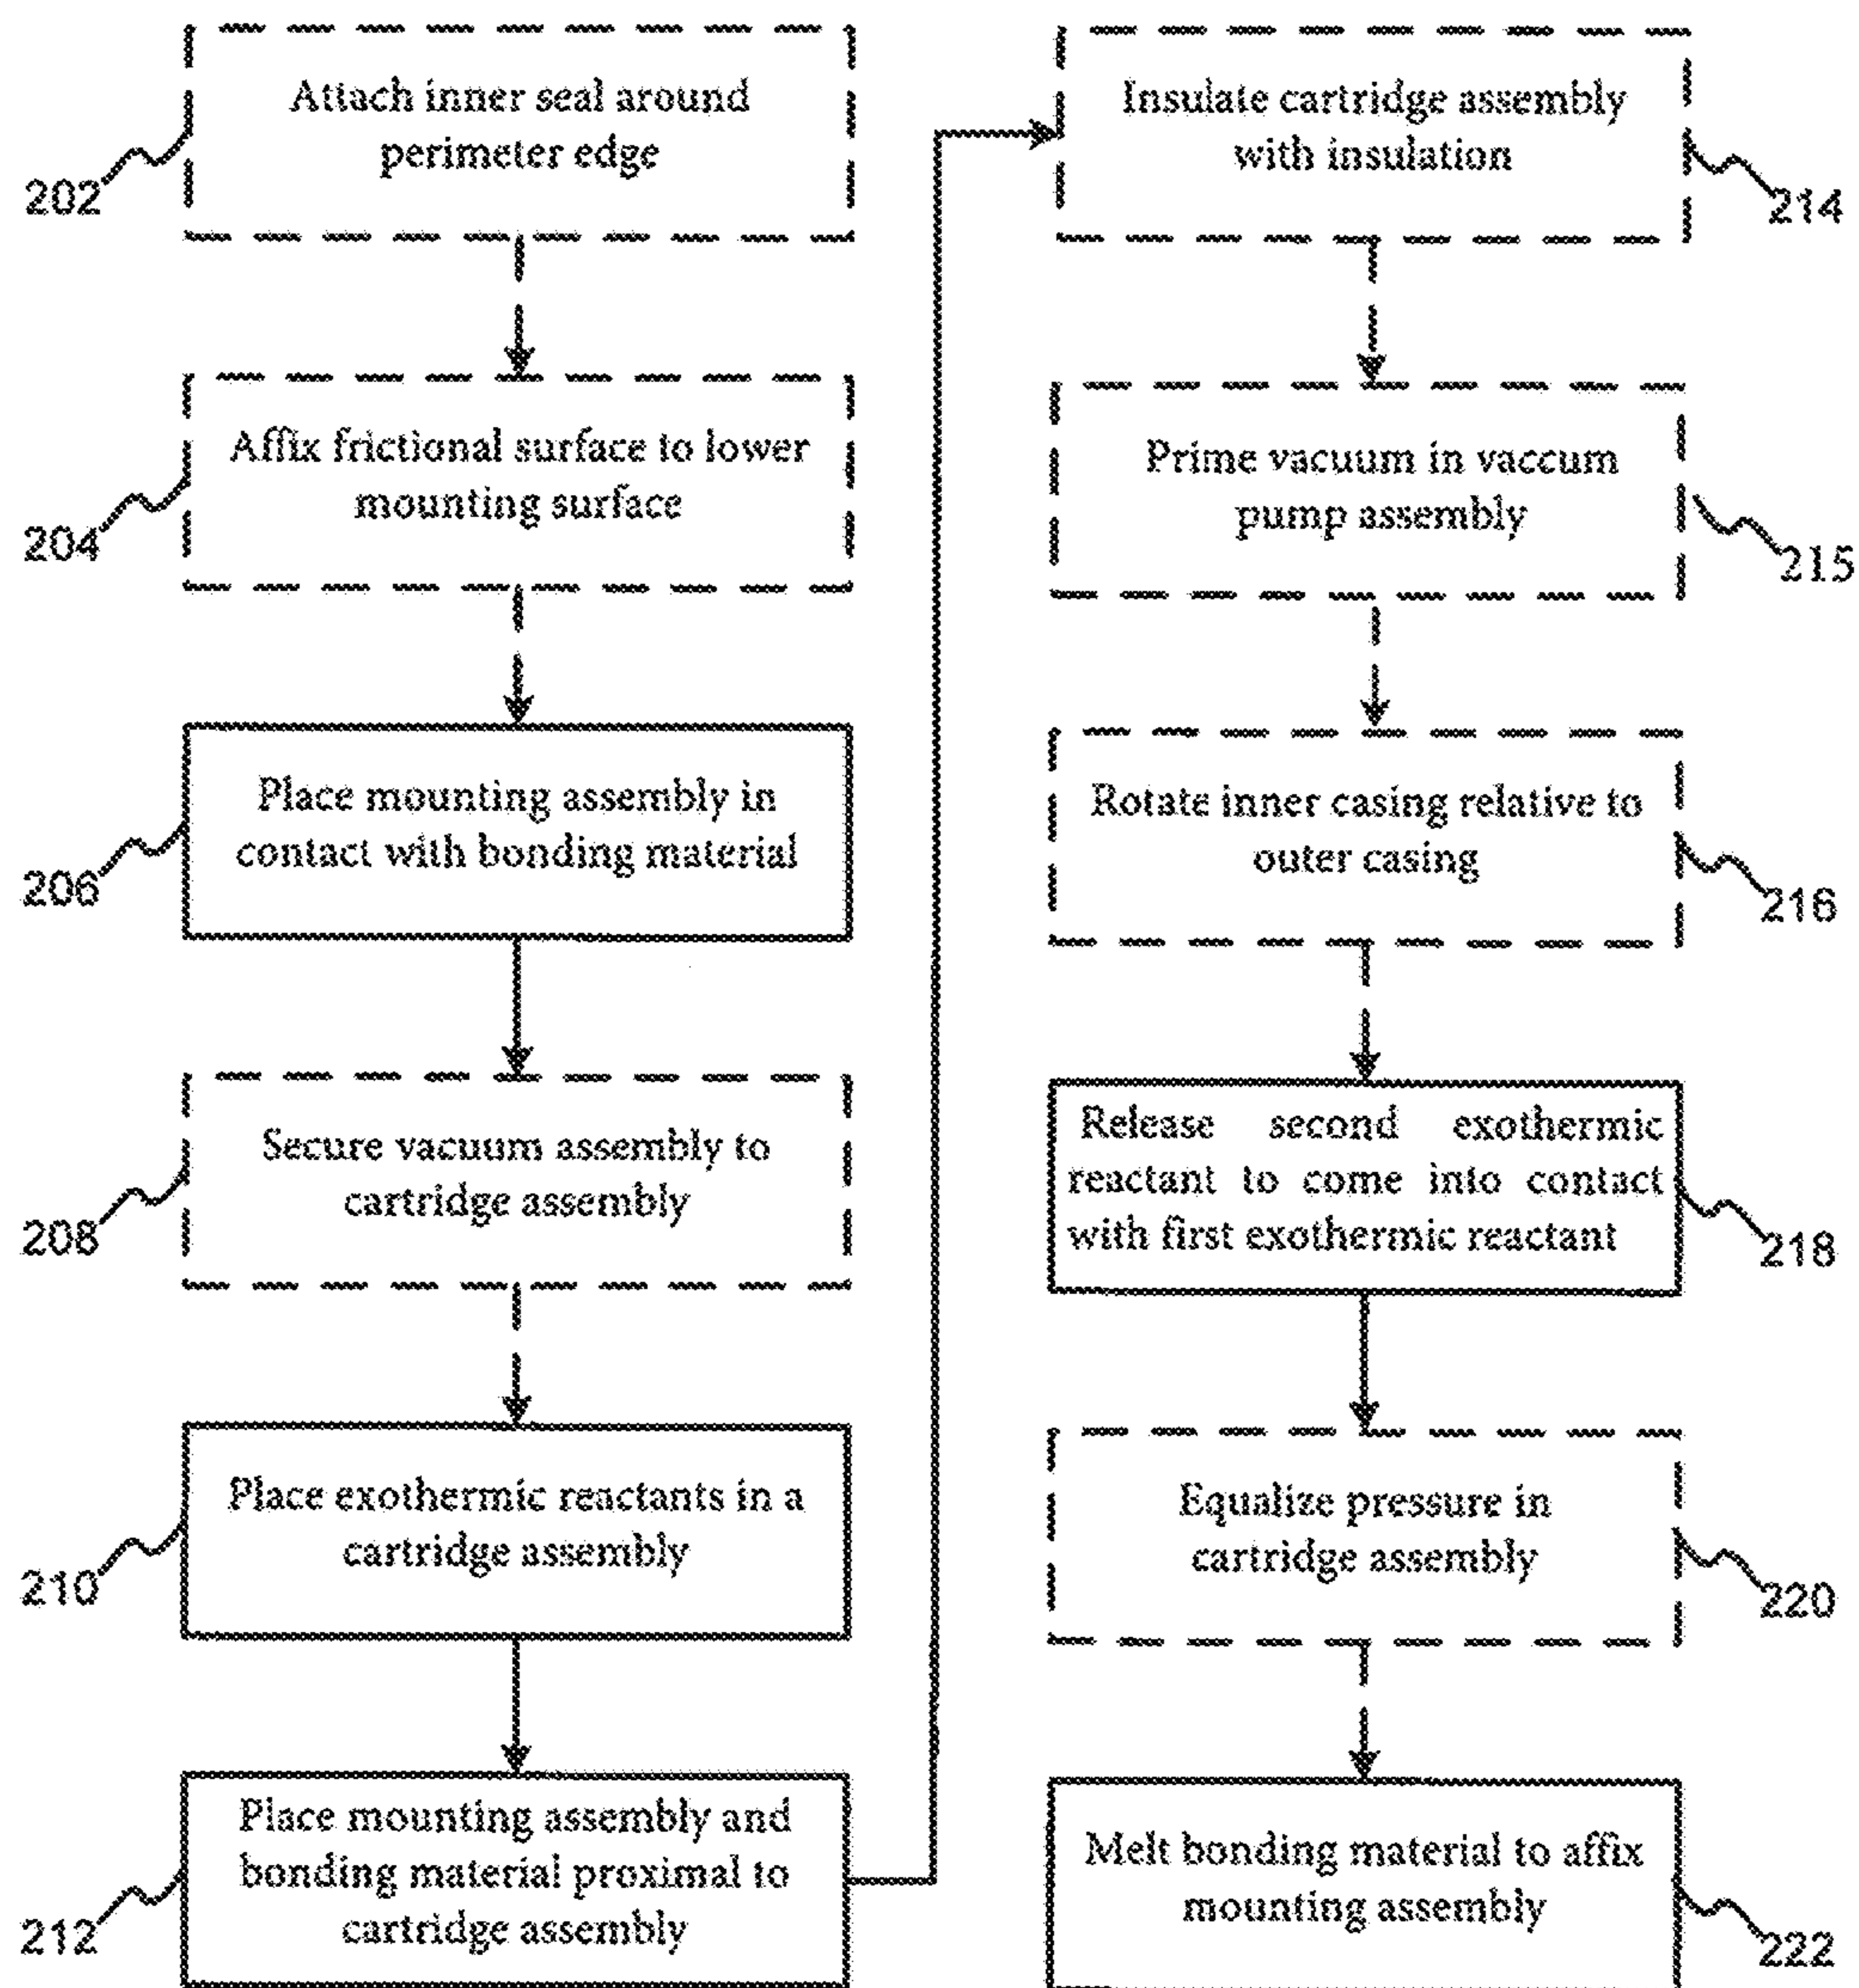 Attach inner seal around
perimeter edge
202
Affix frictional surface to lower
mounting surface
204
Place mounting assembly in
contact with bonding material
206
Secure vacuum assembly to
cartridge assembly
208
Place exothermic reactants in a
cartridge assembly
210
Place mounting assembly and
bonding material proximal to
cartridge assembly
212
Insulate cartridge assembly
with insulation
214
Prime vacuum in vaccum
pump assembly
215
Rotate inner casing relative to
outer casing
216
Release second exothermic
reactant to come into contact
with first exothermic reactant
218
Equalize pressure in
cartridge assembly
220
Melt bonding material to affix
mounting assembly
222